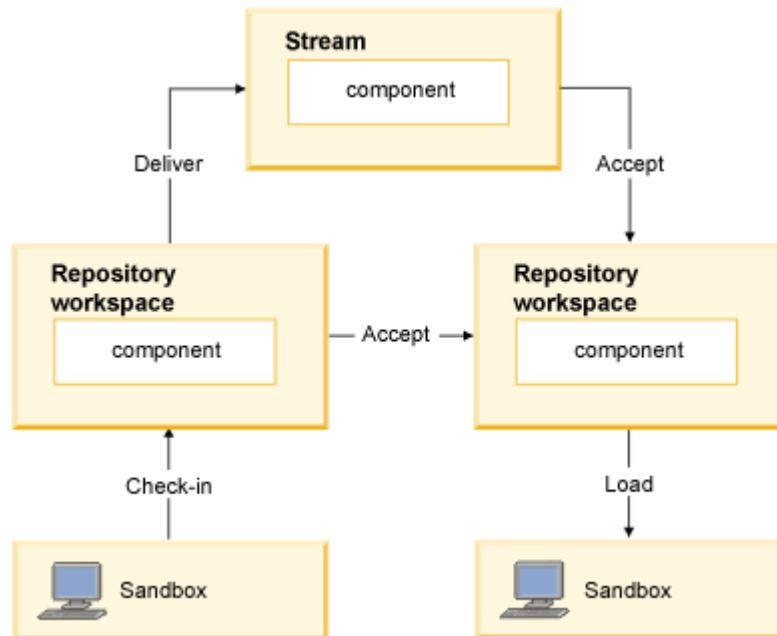 Stream
component
Deliver
Accept
Repository
workspace
component
Accept
Repository
workspace
component
Check-in
Load
Sandbox
Sandbox